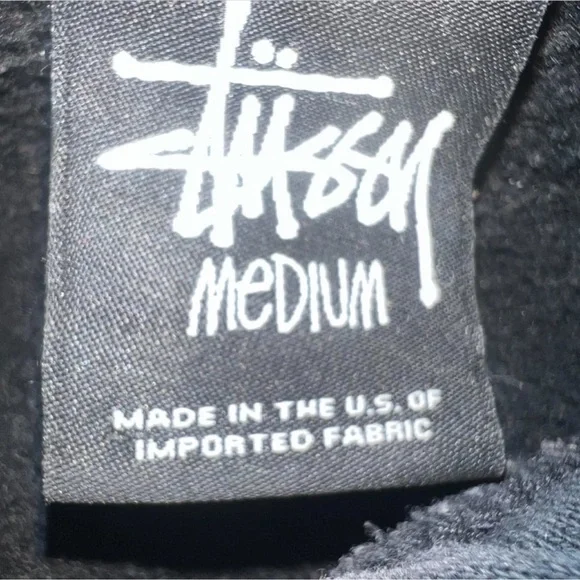 Stüssy
MEDIUM
MADE IN THE U.S. OF
IMPORTED FABRIC